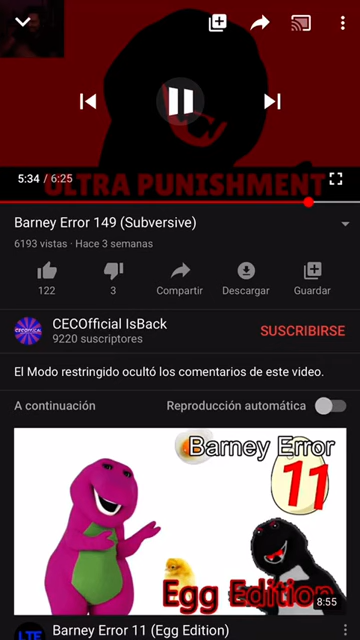 5:34 / 6:25
ULTRA PUNISHMENT
Barney Error 149 (Subversive)
6193 vistas · Hace 3 semanas
122
3
Compartir
Descargar
Guardar
CECOfficial IsBack
9220 suscriptores
SUSCRIBIRSE
El Modo restringido ocultó los comentarios de este video.
A continuación
Reproducción automática
Barney Error
11
Egg Edition
8:55
LTE
Barney Error 11 (Egg Edition)